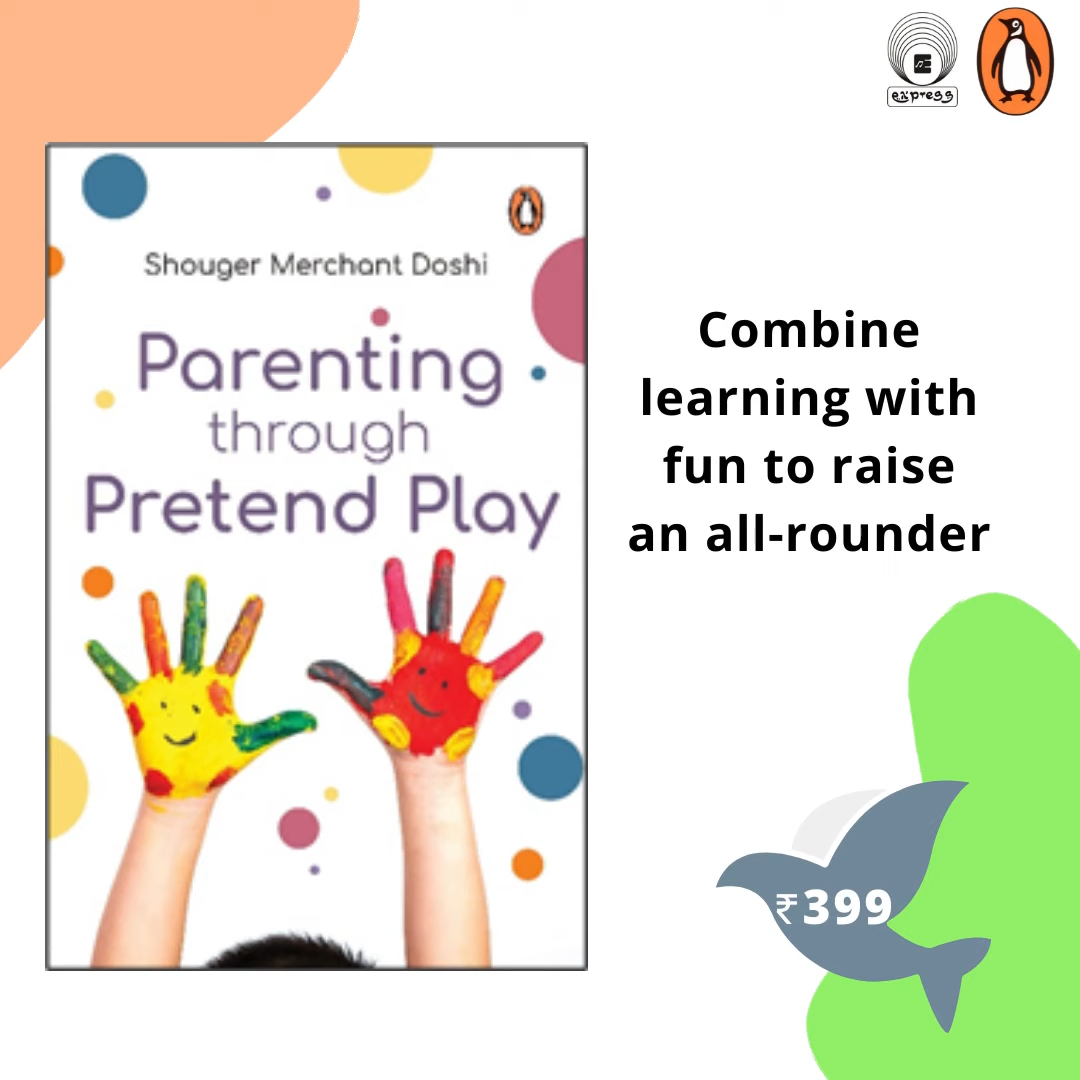 express
Shouger Merchant Doshi
Parenting
through
Pretend Play
Combine
learning with
fun to raise
an all-rounder
₹399